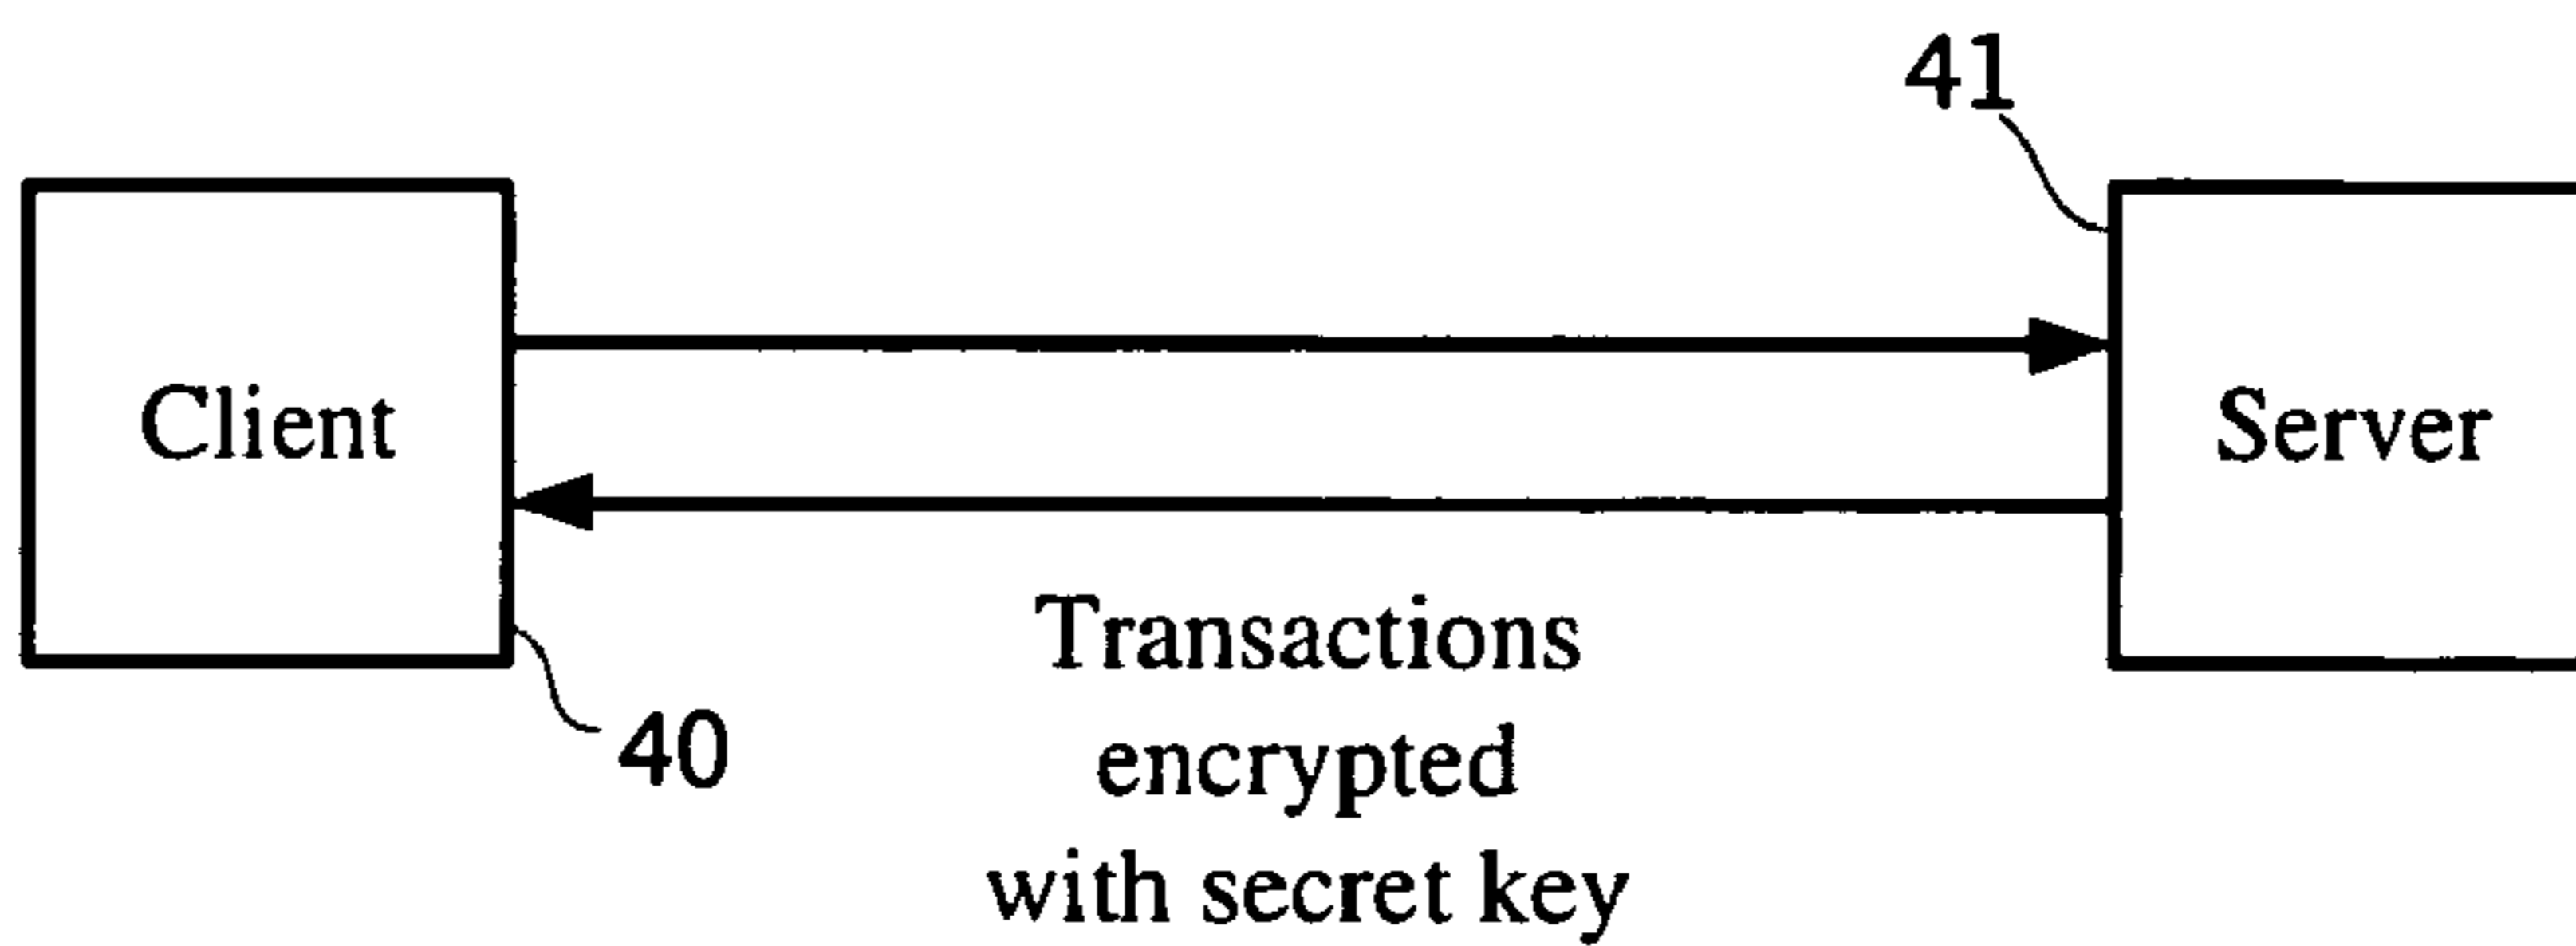 41
Client
Server
Transactions
encrypted
with secret key
40